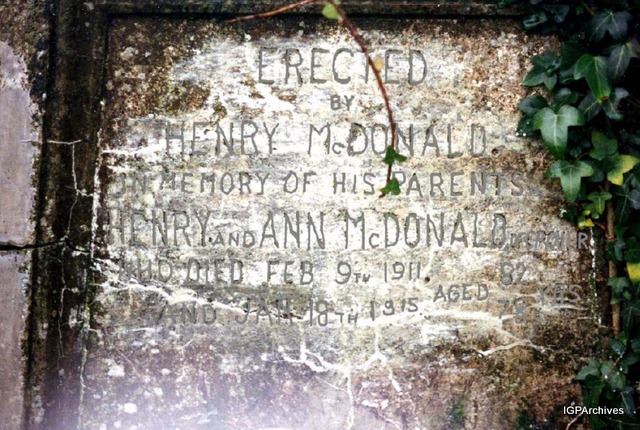 ERECTED
BY
HENRY McDONALD
IN MEMORY OF HIS PARENTS
HENRY AND ANN McDONALD
WHO DIED FEB 9TH 1911.
AND JAN 18TH 1915. AGED
IGPArchives